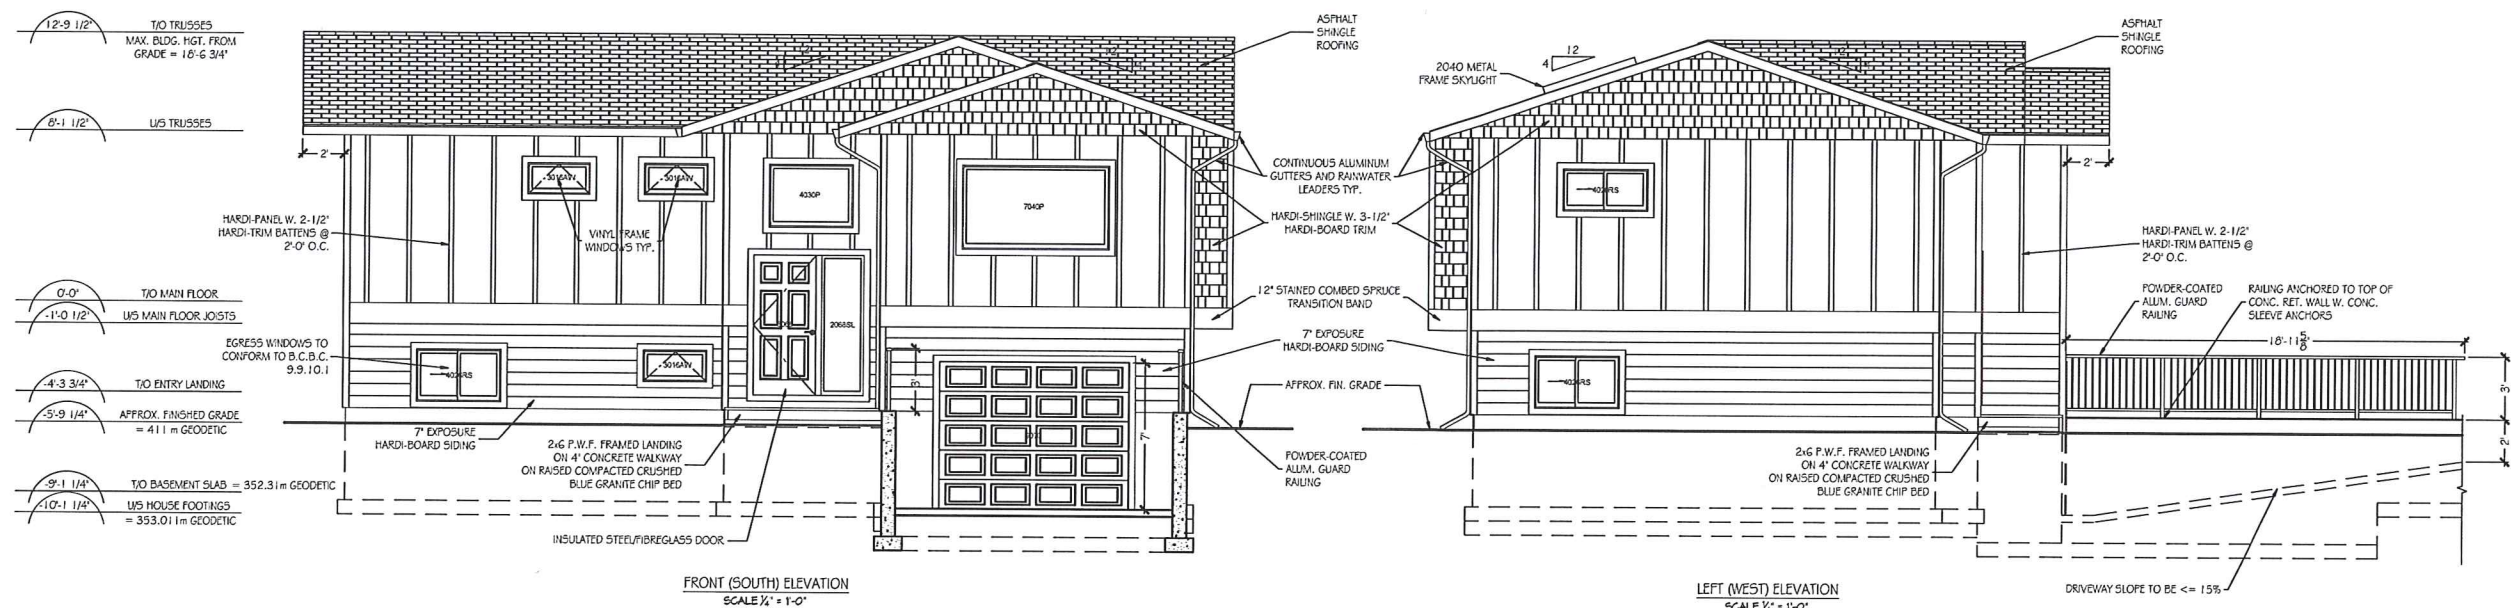 12'-9 1/2"
T/O TRUSSES
MAX. BLDG. HGT. FROM
GRADE = 18'-6 3/4"
8'-1 1/2"
U/S TRUSSES
0'-0"
T/O MAIN FLOOR
-1'-0 1/2"
U/S MAIN FLOOR JOISTS
-4'-3 3/4"
T/O ENTRY LANDING
-5'-9 1/4"
APPROX. FINISHED GRADE
= 411 m GEODETIC
-9'-1 1/4"
T/O BASEMENT SLAB = 352.31m GEODETIC
-10'-1 1/4"
U/S HOUSE FOOTINGS
= 353.011m GEODETIC
2'
HARDI-PANEL W. 2-1/2"
HARDI-TRIM BATTENS @
2'-0" O.C.
EGRESS WINDOWS TO
CONFORM TO B.C.B.C.
9.9.10.1
3016AW
3016AW
VINYL FRAME
WINDOWS TYP.
4030P
7040P
2068SL
4026RS
3016AW
3'
7'
7" EXPOSURE
HARDI-BOARD SIDING
2x6 P.W.F. FRAMED LANDING
ON 4" CONCRETE WALKWAY
ON RAISED COMPACTED CRUSHED
BLUE GRANITE CHIP BED
INSULATED STEEL/FIBREGLASS DOOR
12
12
FRONT (SOUTH) ELEVATION
SCALE 1/4" = 1'-0"
ASPHALT
SHINGLE
ROOFING
CONTINUOUS ALUMINUM
GUTTERS AND RAINWATER
LEADERS TYP.
HARDI-SHINGLE W. 3-1/2"
HARDI-BOARD TRIM
12" STAINED COMBED SPRUCE
TRANSITION BAND
7" EXPOSURE
HARDI-BOARD SIDING
APPROX. FIN. GRADE
POWDER-COATED
ALUM. GUARD
RAILING
2040 METAL
FRAME SKYLIGHT
12
4
12
ASPHALT
SHINGLE
ROOFING
2'
4026RS
4026RS
HARDI-PANEL W. 2-1/2"
HARDI-TRIM BATTENS @
2'-0" O.C.
POWDER-COATED
ALUM. GUARD
RAILING
RAILING ANCHORED TO TOP OF
CONC. RET. WALL W. CONC.
SLEEVE ANCHORS
18'-11 5/8"
3'
2'
2x6 P.W.F. FRAMED LANDING
ON 4" CONCRETE WALKWAY
ON RAISED COMPACTED CRUSHED
BLUE GRANITE CHIP BED
DRIVEWAY SLOPE TO BE <= 15%
LEFT (WEST) ELEVATION
SCALE 1/4" = 1'-0"